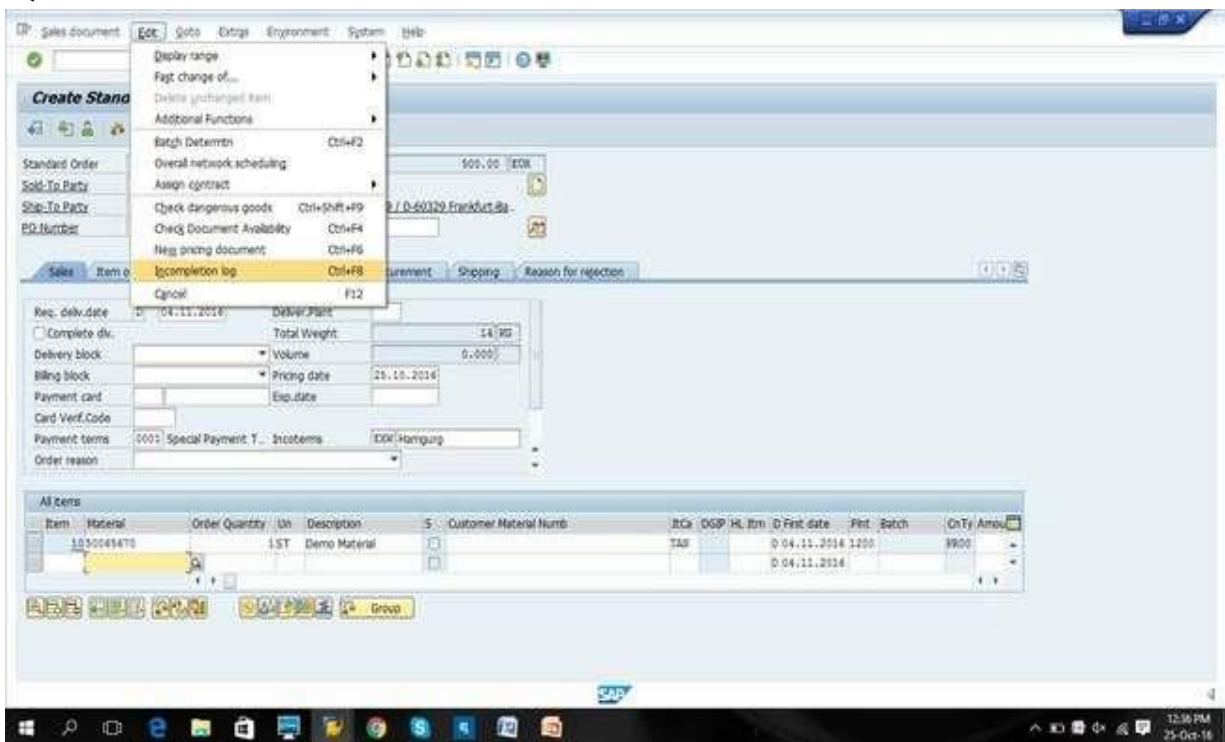 Sales document Edit Goto Extras Environment System Help
Display range
Fast change of...
Delete unchanged item
Create Stand
Additional Functions
Batch Determtn Ctrl+F2
Standard Order Overall network scheduling 500.00 EUR
Sold-To Party Assign contract
Ship-To Party Check dangerous goods Ctrl+Shift+F9 / D-60329 Frankfurt-Ba..
PO Number Check Document Availability Ctrl+F4
New pricing document Ctrl+F6
Sales Item o Incompletion log Ctrl+F8 urement Shipping Reason for rejection
Cancel F12
Req. deliv.date D 04.11.2016 Deliver.Plant
Complete dlv. Total Weight 14 KG
Delivery block Volume 0.000
Billing block Pricing date 25.10.2016
Payment card Exp.date
Card Verif.Code
Payment terms 0001 Special Payment T.. Incoterms EXW Hamgurg
Order reason
All items
Item Material Order Quantity Un Description S Customer Material Numb ItCa DGIP HL Itm D First date Plnt Batch CnTy Amou
1 ST Demo Material TAN D 04.11.2016 1200 PR00
D 04.11.2016
Group
SAP
12:36 PM
25-Oct-16